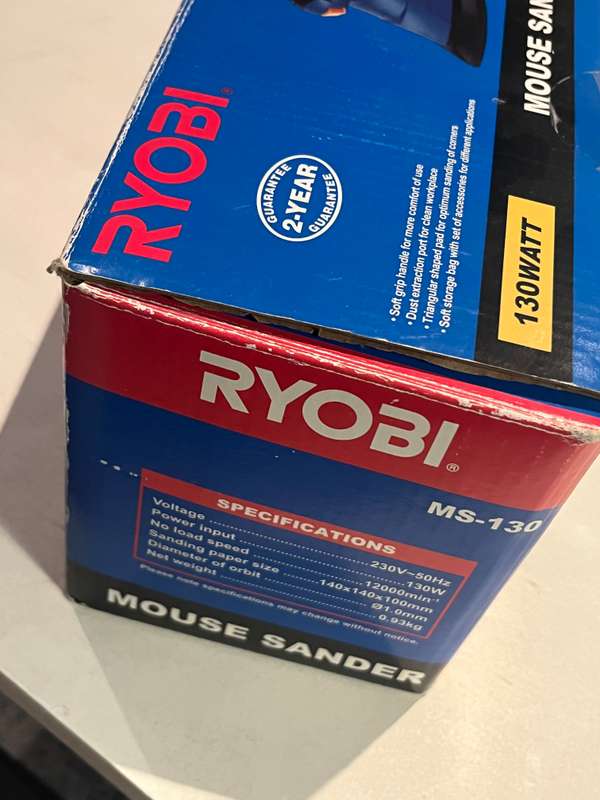 MOUSE SAN
RYOBI®
GUARANTEE
2-YEAR
GUARANTEE
• Soft grip handle for more comfort of use
• Dust extraction port for clean workplace
• Triangular shaped pad for optimum sanding of corners
• Soft storage bag with set of accessories for different applications
130WATT
RYOBI®
MS-130
SPECIFICATIONS
Voltage ........ 230V~50Hz
Power input ........ 130W
No load speed ........ 12000min⁻¹
Sanding paper size ........ 140x140x100mm
Diameter of orbit ........ Ø1.0mm
Net weight ........ 0.93kg
Please note specifications may change without notice.
MOUSE SANDER